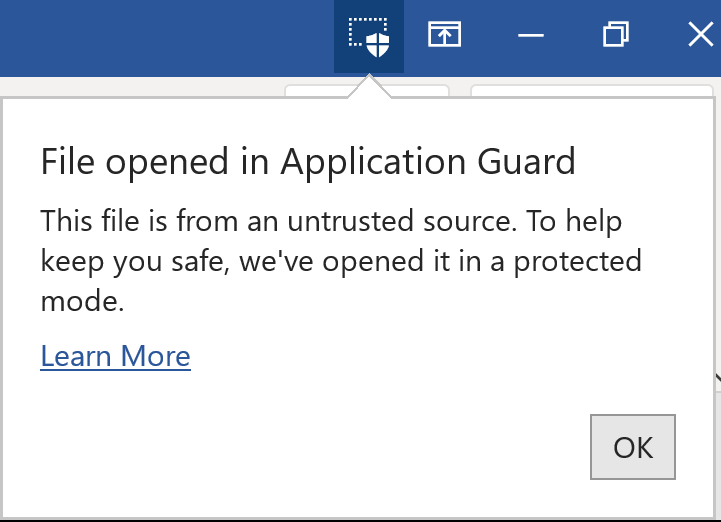 File opened in Application Guard
This file is from an untrusted source. To help
keep you safe, we've opened it in a protected
mode.
Learn More
OK